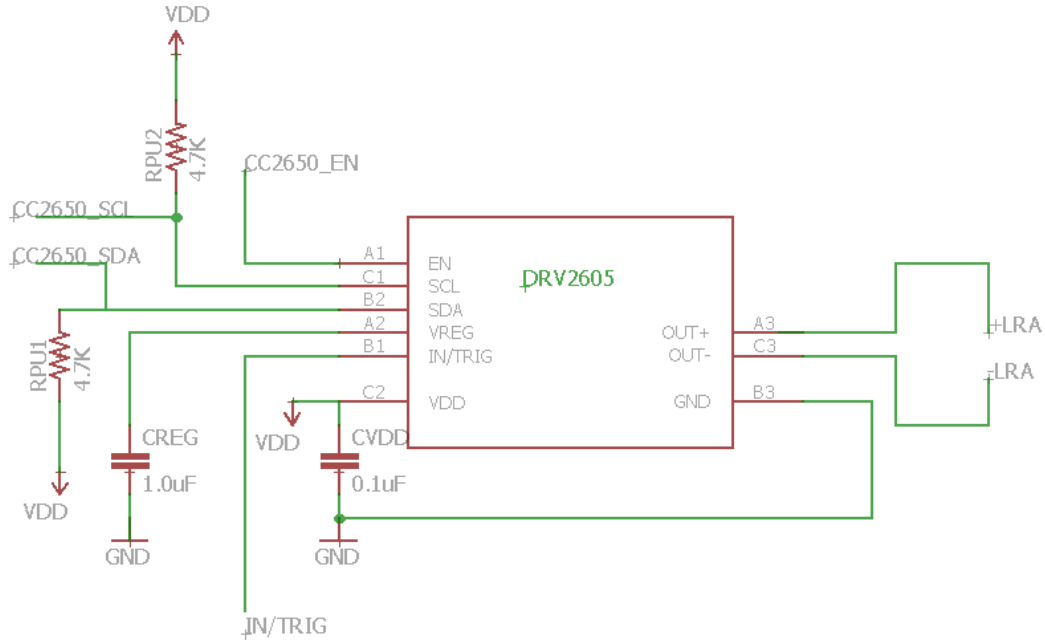 VDD
RPU2
4.7K
CC2650_EN
CC2650_SCL
CC2650_SDA
A1
EN
DRV2605
C1
SCL
B2
SDA
A2
VREG
OUT+
A3
+LRA
B1
IN/TRIG
OUT-
C3
-LRA
RPU1
4.7K
C2
VDD
GND
B3
VDD
CREG
CVDD
1.0uF
0.1uF
VDD
GND
GND
IN/TRIG